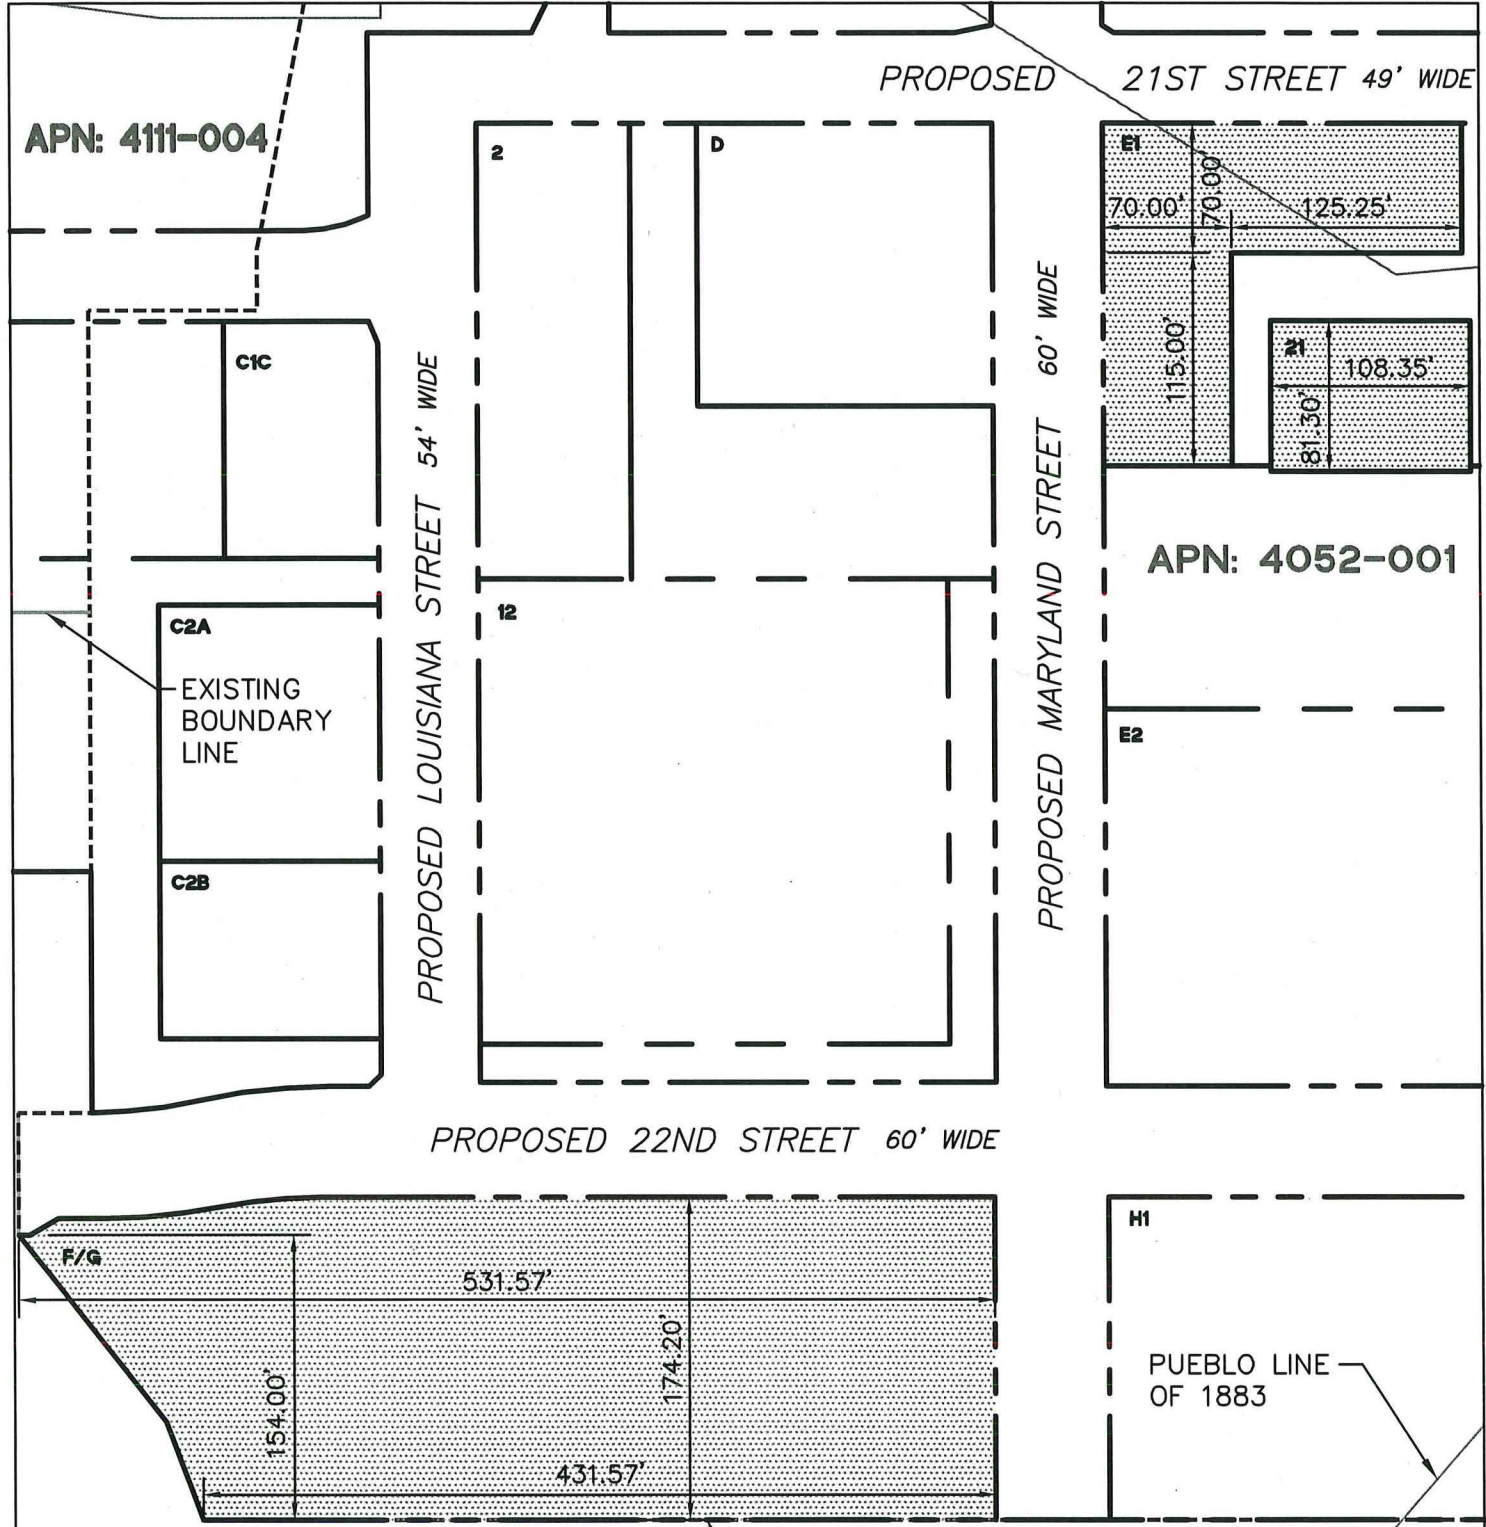 PROPOSED 21ST STREET 49' WIDE
APN: 4111-004
2
D
E1
70.00'
70.00'
125.25'
115.00'
21
108.35'
81.30'
C1C
PROPOSED LOUISIANA STREET 54' WIDE
PROPOSED MARYLAND STREET 60' WIDE
APN: 4052-001
12
C2A
EXISTING
BOUNDARY
LINE
E2
C2B
PROPOSED 22ND STREET 60' WIDE
H1
F/G
531.57'
154.00'
174.20'
431.57'
PUEBLO LINE
OF 1883